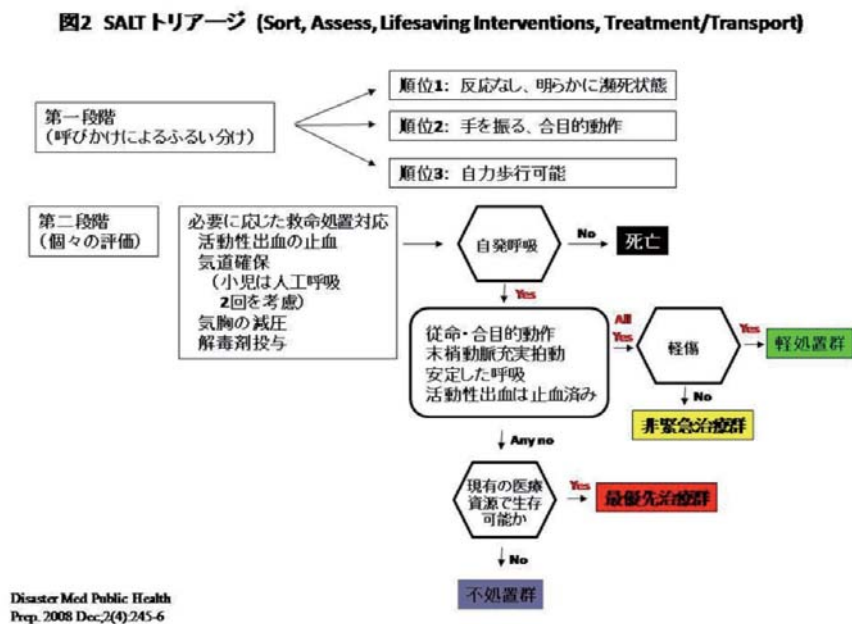 図2 SALTトリアージ (Sort, Assess, Lifesaving Interventions, Treatment/Transport)
第一段階
(呼びかけによるふるい分け)
順位1: 反応なし、明らかに瀕死状態
順位2: 手を振る、合目的動作
順位3: 自力歩行可能
第二段階
(個々の評価)
必要に応じた救命処置対応
活動性出血の止血
気道確保
(小児は人工呼吸
2回を考慮)
気胸の減圧
解毒剤投与
自発呼吸
No
死亡
Yes
従命・合目的動作
末梢動脈充実拍動
安定した呼吸
活動性出血は止血済み
All
Yes
軽傷
Yes
軽処置群
No
非緊急治療群
Any no
現有の医療
資源で生存
可能か
Yes
最優先治療群
No
不処置群
Disaster Med Public Health
Prep. 2008 Dec;2(4):245-6